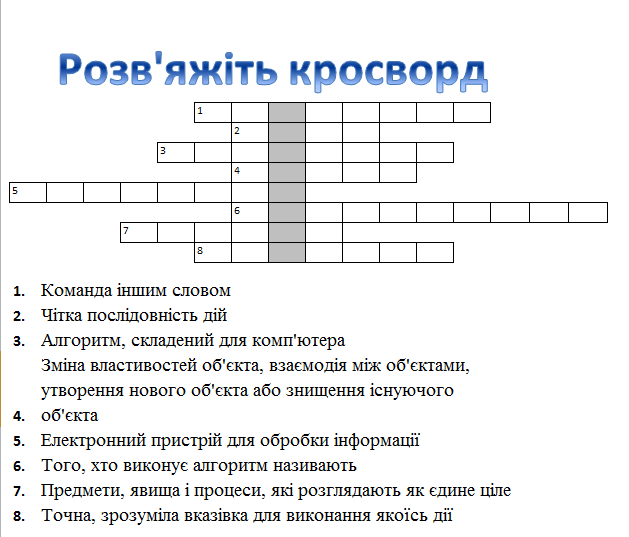 Розв'яжіть кросворд
1
2
3
4
5
6
7
8
1. Команда іншим словом
2. Чітка послідовність дій
3. Алгоритм, складений для комп'ютера
Зміна властивостей об'єкта, взаємодія між об'єктами,
утворення нового об'єкта або знищення існуючого
4. об'єкта
5. Електронний пристрій для обробки інформації
6. Того, хто виконує алгоритм називають
7. Предмети, явища і процеси, які розглядають як єдине ціле
8. Точна, зрозуміла вказівка для виконання якоїсь дії